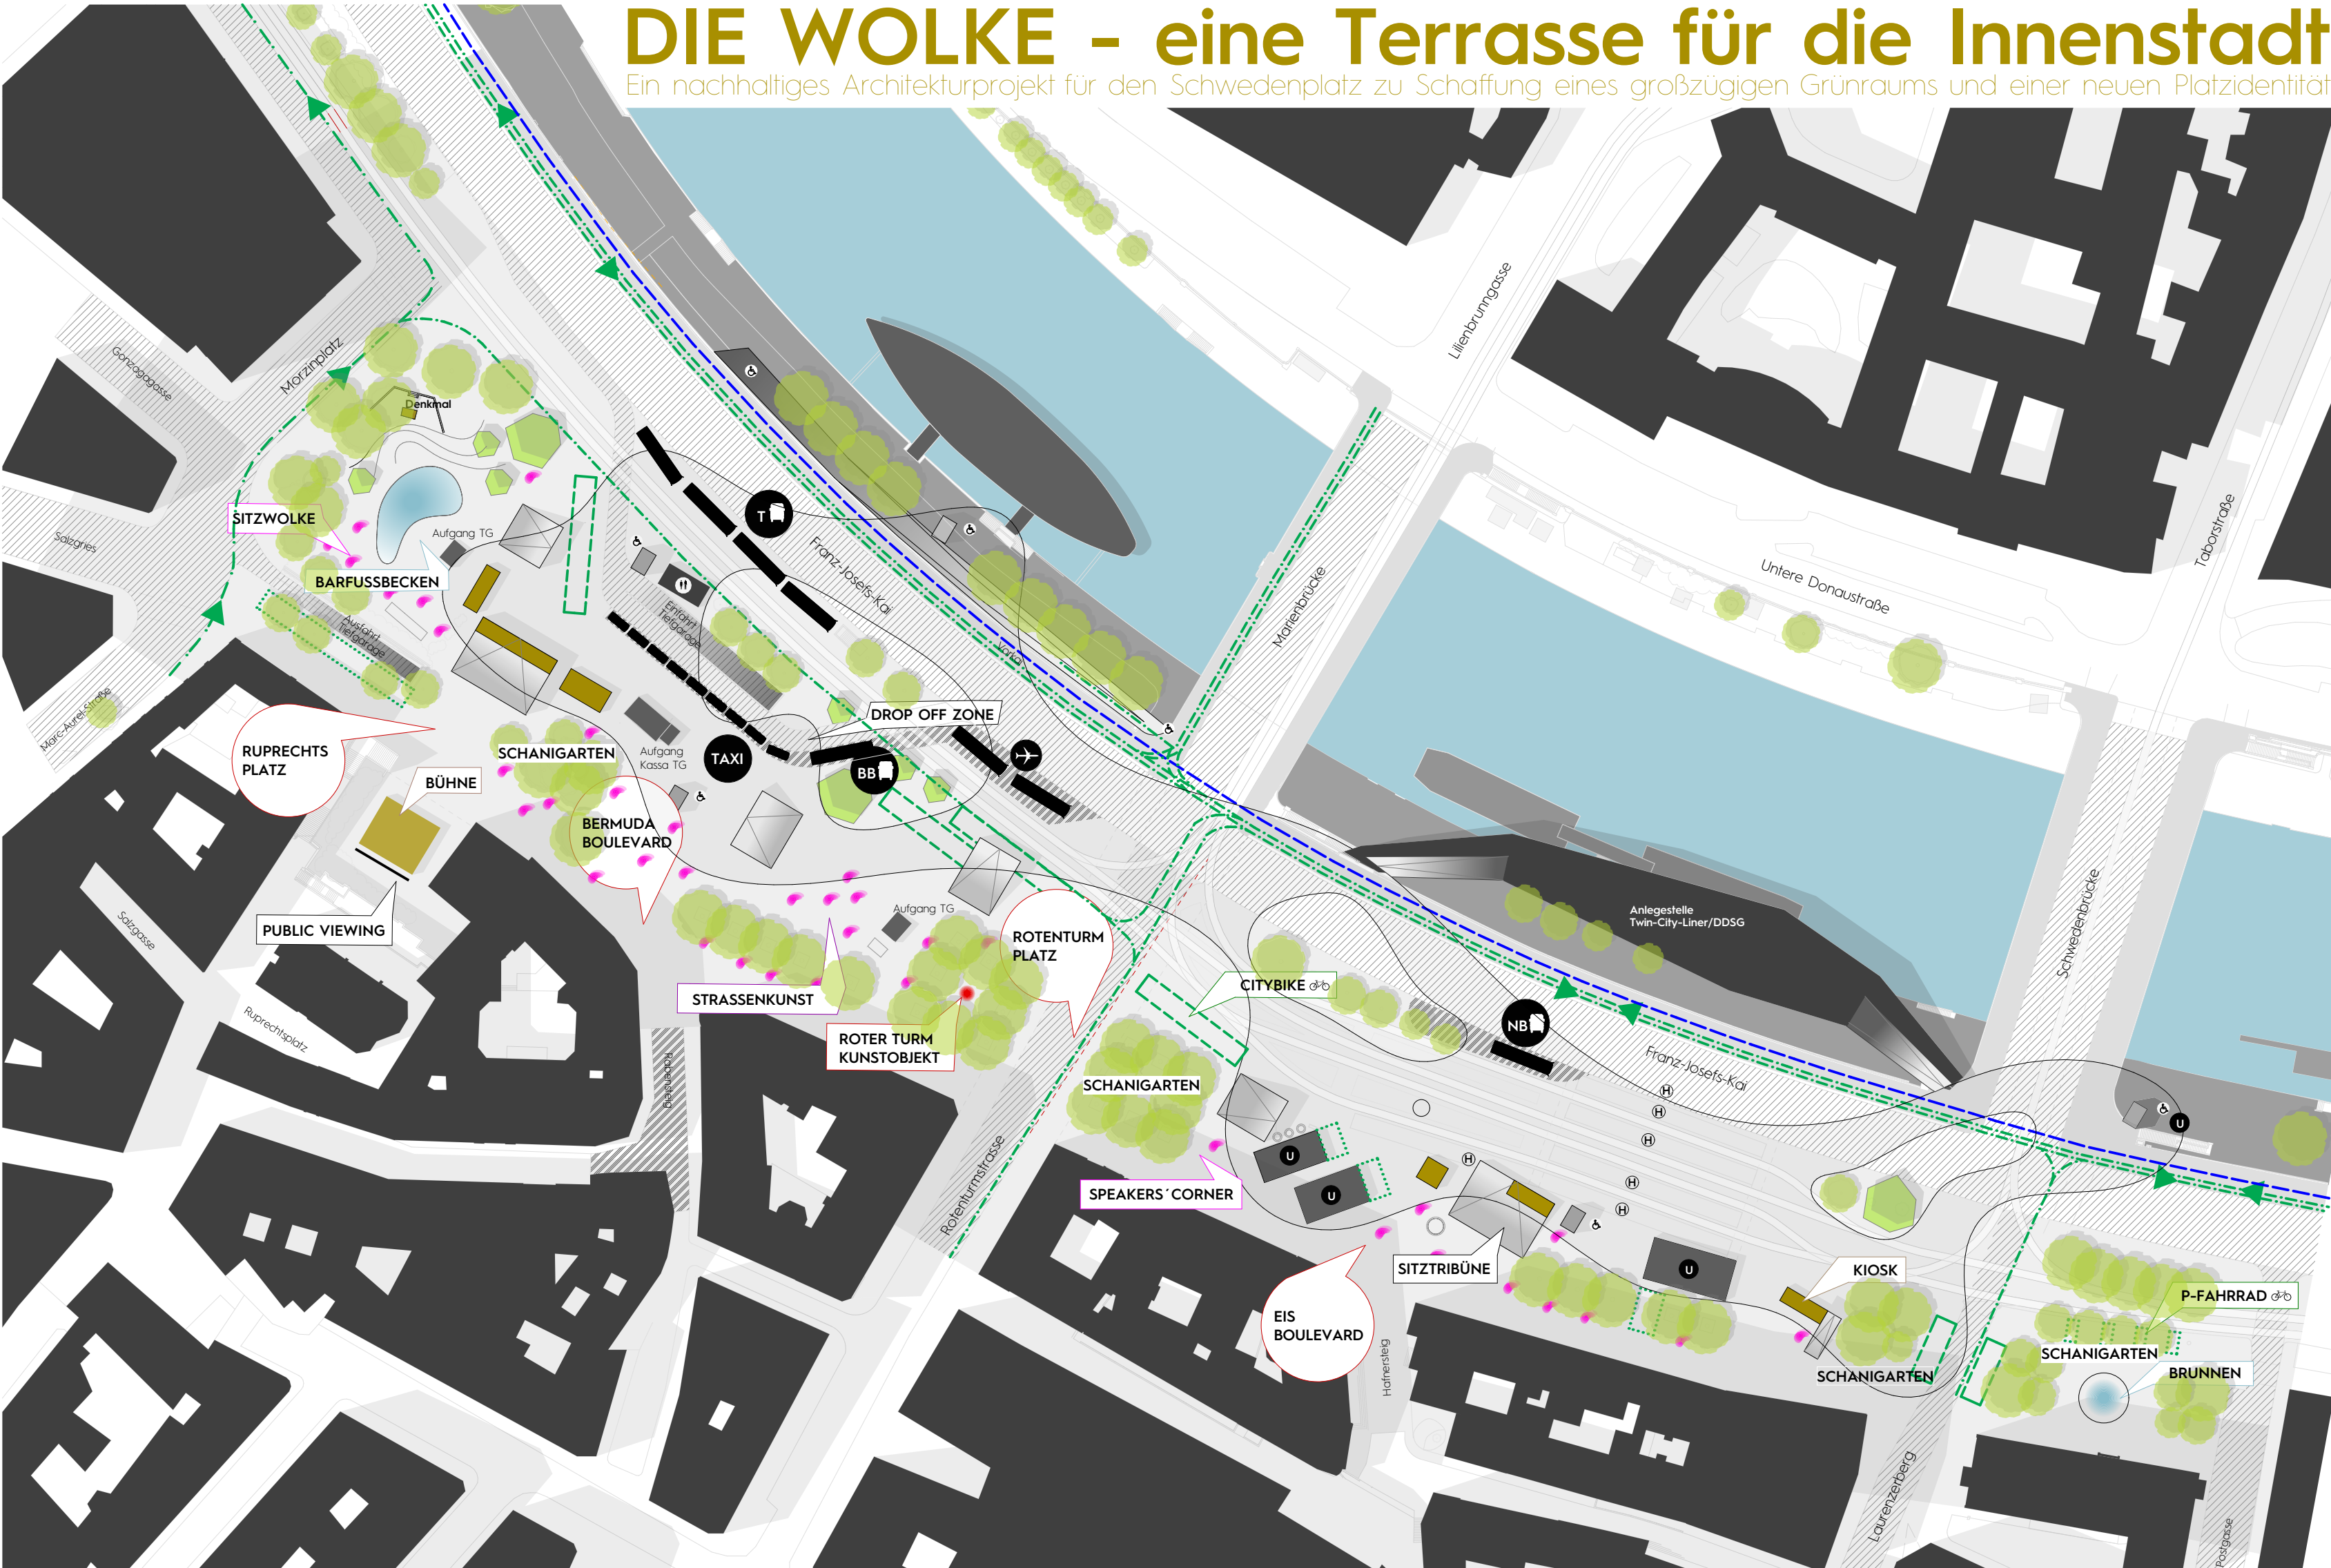 DIE WOLKE - eine Terrasse für die Innenstadt
Ein nachhaltiges Architekturprojekt für den Schwedenplatz zu Schaffung eines großzügigen Grünraums und einer neuen Platzidentität
Lilienbrunngasse
Taborstraße
Untere Donaustraße
Marienbrücke
Schwedenbrücke
Morzinplatz
Gonzagagasse
Denkmal
Salzgries
SITZWOLKE
BARFUSSBECKEN
Aufgang TG
T
Franz-Josefs-Kai
Einfahrt
Tiefgarage
Ausfahrt
Tiefgarage
Marc-Aurel-Straße
DROP OFF ZONE
RUPRECHTS
PLATZ
SCHANIGARTEN
Aufgang
Kassa TG
TAXI
BB
BÜHNE
BERMUDA
BOULEVARD
PUBLIC VIEWING
Salzgasse
Ruprechtsplatz
Rabensteig
Aufgang TG
STRASSENKUNST
ROTENTURM
PLATZ
ROTER TURM
KUNSTOBJEKT
Rotenturmstrasse
CITYBIKE
Anlegestelle
Twin-City-Liner/DDSG
NB
Franz-Josefs-Kai
SCHANIGARTEN
H
H
H
H
H
H
U
U
U
U
SPEAKERS´CORNER
SITZTRIBÜNE
EIS
BOULEVARD
Hafnersteig
KIOSK
P-FAHRRAD
SCHANIGARTEN
SCHANIGARTEN
BRUNNEN
Laurenzerberg
Postgasse